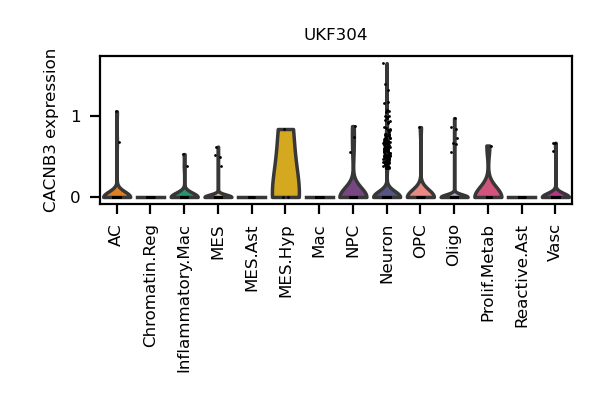 UKF304
CACNB3 expression
1
0
AC
Chromatin.Reg
Inflammatory.Mac
MES
MES.Ast
MES.Hyp
Mac
NPC
Neuron
OPC
Oligo
Prolif.Metab
Reactive.Ast
Vasc